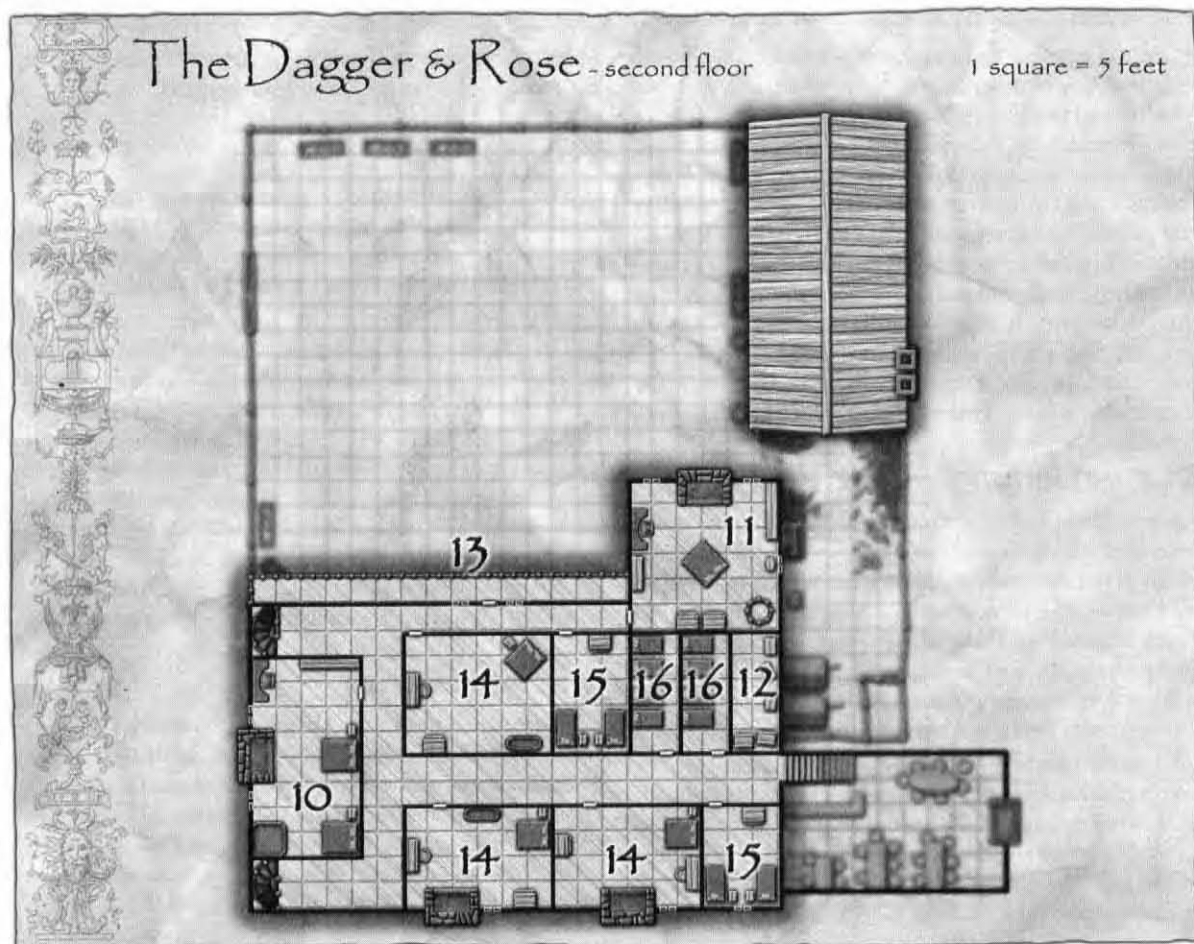 The Dagger & Rose - second floor
1 square = 5 feet
11
13
14 15 16 16 12
10
14 14 15